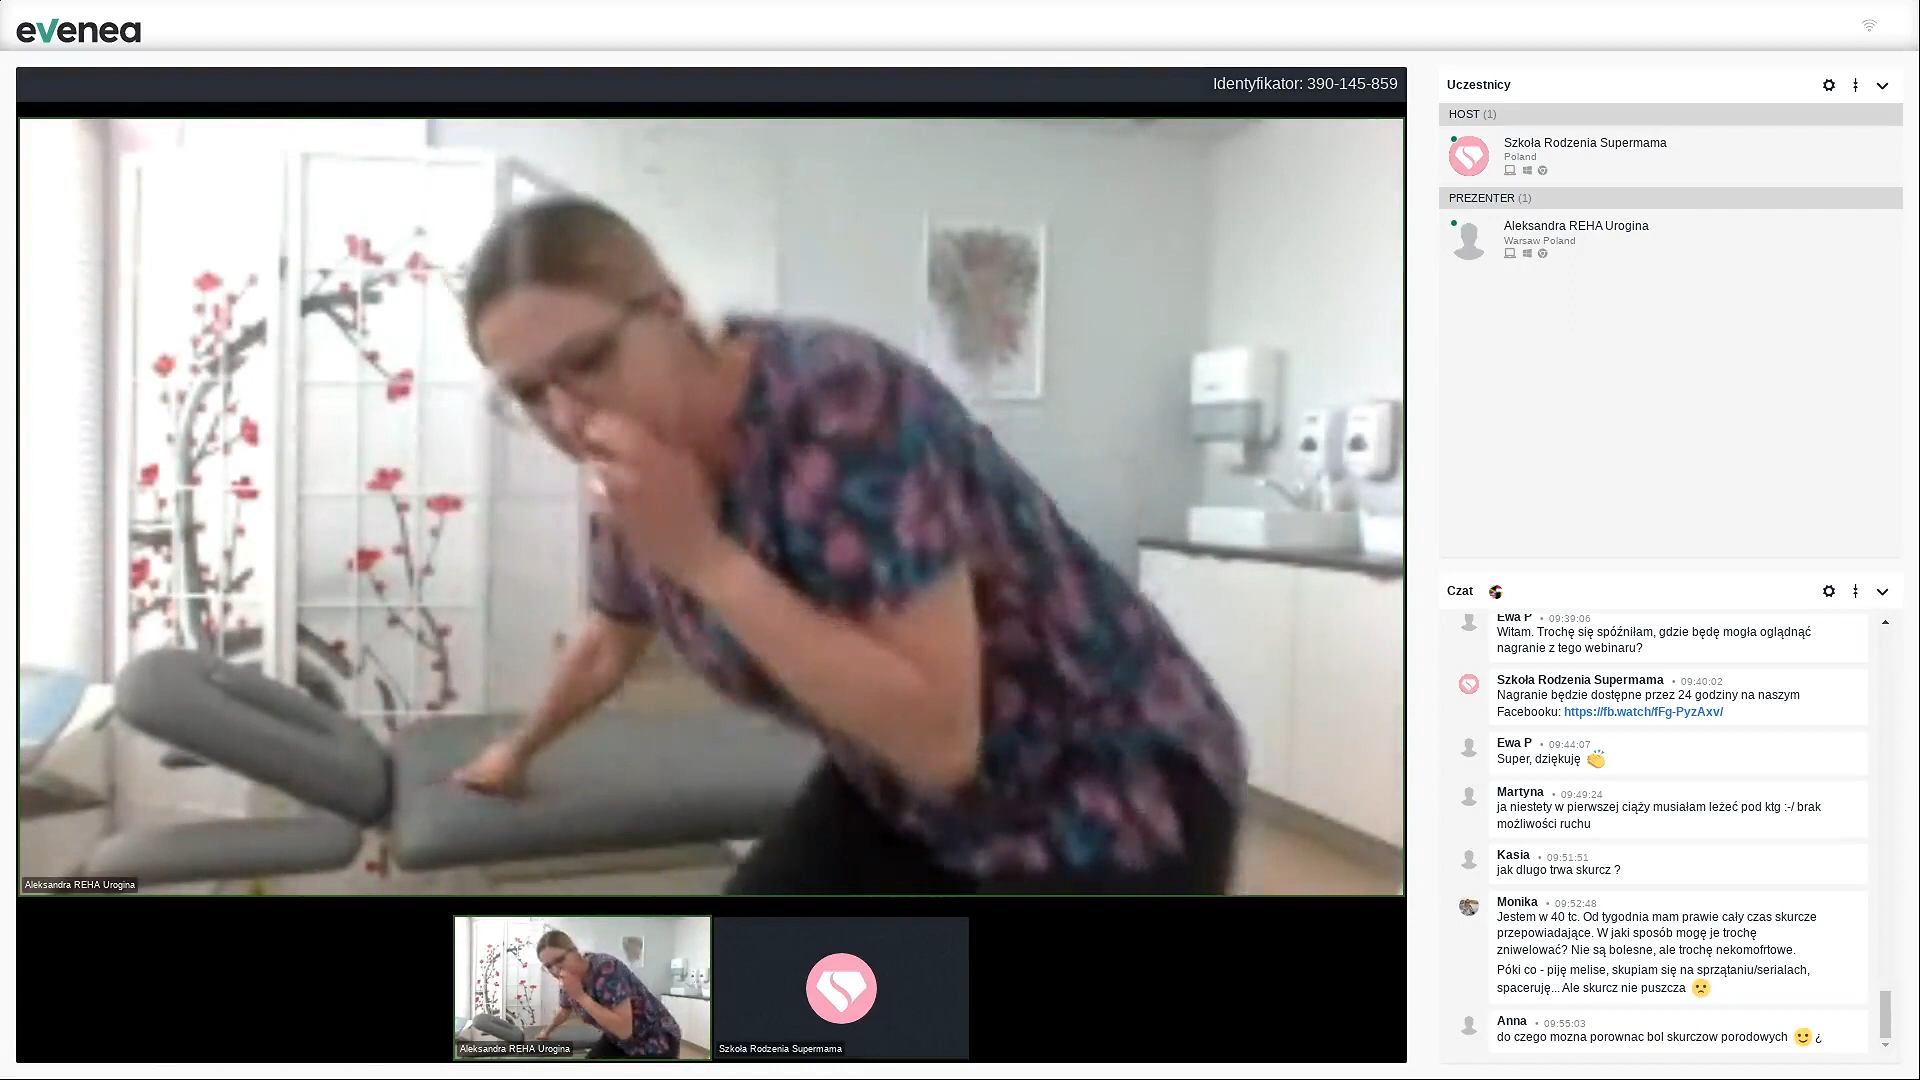 evenea
Identyfikator: 390-145-859
Aleksandra REHA Urogina
Aleksandra REHA Urogina
Szkoła Rodzenia Supermama
Uczestnicy
HOST (1)
Szkoła Rodzenia Supermama
Poland
PREZENTER (1)
Aleksandra REHA Urogina
Warsaw Poland
Czat
Ewa P • 09:39:06
Witam. Trochę się spóźniłam, gdzie będę mogła oglądnąć
nagranie z tego webinaru?
Szkoła Rodzenia Supermama • 09:40:02
Nagranie będzie dostępne przez 24 godziny na naszym
Facebooku: https://fb.watch/fFg-PyzAxv/
Ewa P • 09:44:07
Super, dziękuję
Martyna • 09:49:24
ja niestety w pierwszej ciąży musiałam leżeć pod ktg :-/ brak
możliwości ruchu
Kasia • 09:51:51
jak dlugo trwa skurcz ?
Monika • 09:52:48
Jestem w 40 tc. Od tygodnia mam prawie cały czas skurcze
przepowiadające. W jaki sposób mogę je trochę
zniwelować? Nie są bolesne, ale trochę nekomofrtowe.
Póki co - piję melise, skupiam się na sprzątaniu/serialach,
spaceruję... Ale skurcz nie puszcza
Anna • 09:55:03
do czego mozna porownac bol skurczow porodowych ¿